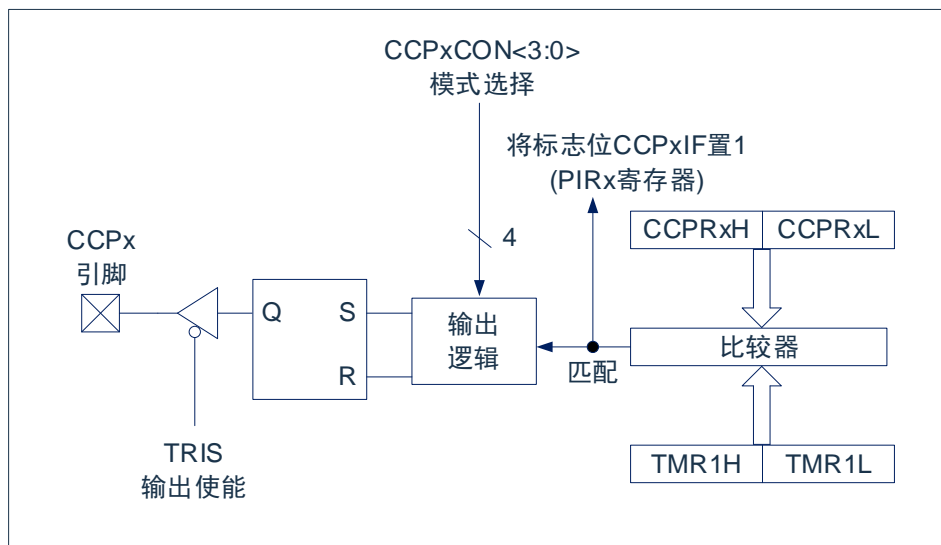 CCPxCON<3:0>
模式选择
将标志位CCPxIF置1
(PIRx寄存器)
CCPRxH CCPRxL
4
CCPx
引脚
Q S
R
输出
逻辑
匹配
比较器
TRIS
输出使能
TMR1H TMR1L